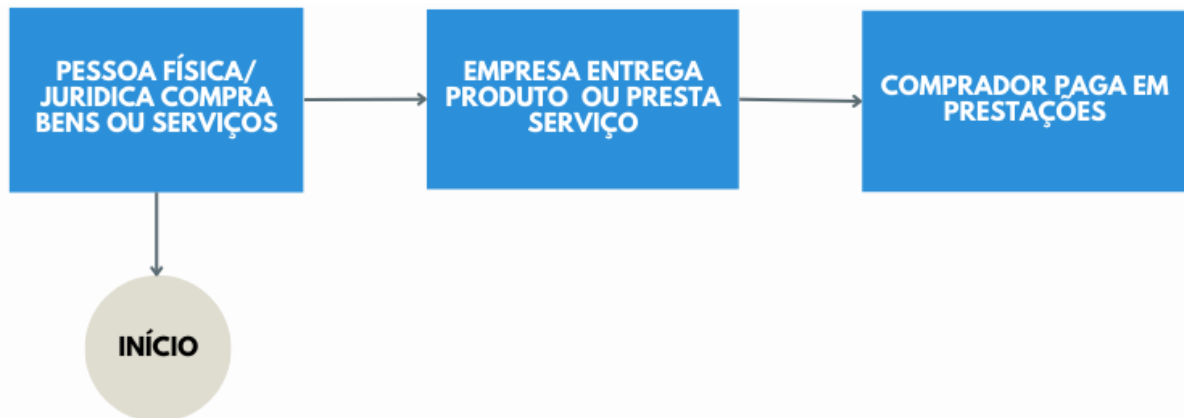 PESSOA FÍSICA/
JURIDICA COMPRA
BENS OU SERVIÇOS
EMPRESA ENTREGA
PRODUTO OU PRESTA
SERVIÇO
COMPRADOR PAGA EM
PRESTAÇÕES
INÍCIO